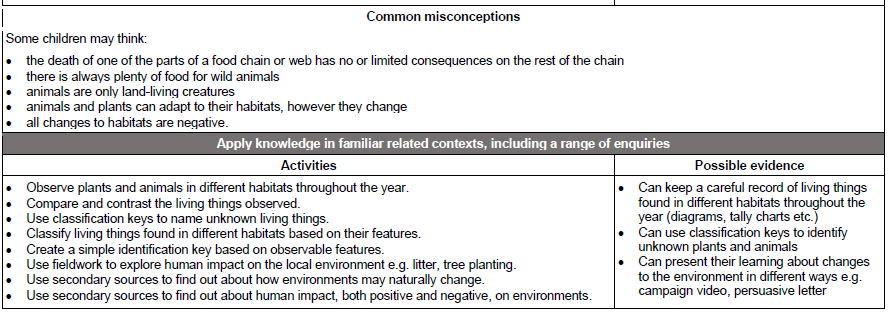 Common misconceptions
Some children may think:
• the death of one of the parts of a food chain or web has no or limited consequences on the rest of the chain
• there is always plenty of food for wild animals
• animals are only land-living creatures
• animals and plants can adapt to their habitats, however they change
• all changes to habitats are negative.
Apply knowledge in familiar related contexts, including a range of enquiries
Activities
• Observe plants and animals in different habitats throughout the year.
• Compare and contrast the living things observed.
• Use classification keys to name unknown living things.
• Classify living things found in different habitats based on their features.
• Create a simple identification key based on observable features.
• Use fieldwork to explore human impact on the local environment e.g. litter, tree planting.
• Use secondary sources to find out about how environments may naturally change.
• Use secondary sources to find out about human impact, both positive and negative, on environments.
Possible evidence
• Can keep a careful record of living things
found in different habitats throughout the
year (diagrams, tally charts etc.)
• Can use classification keys to identify
unknown plants and animals
• Can present their learning about changes
to the environment in different ways e.g.
campaign video, persuasive letter